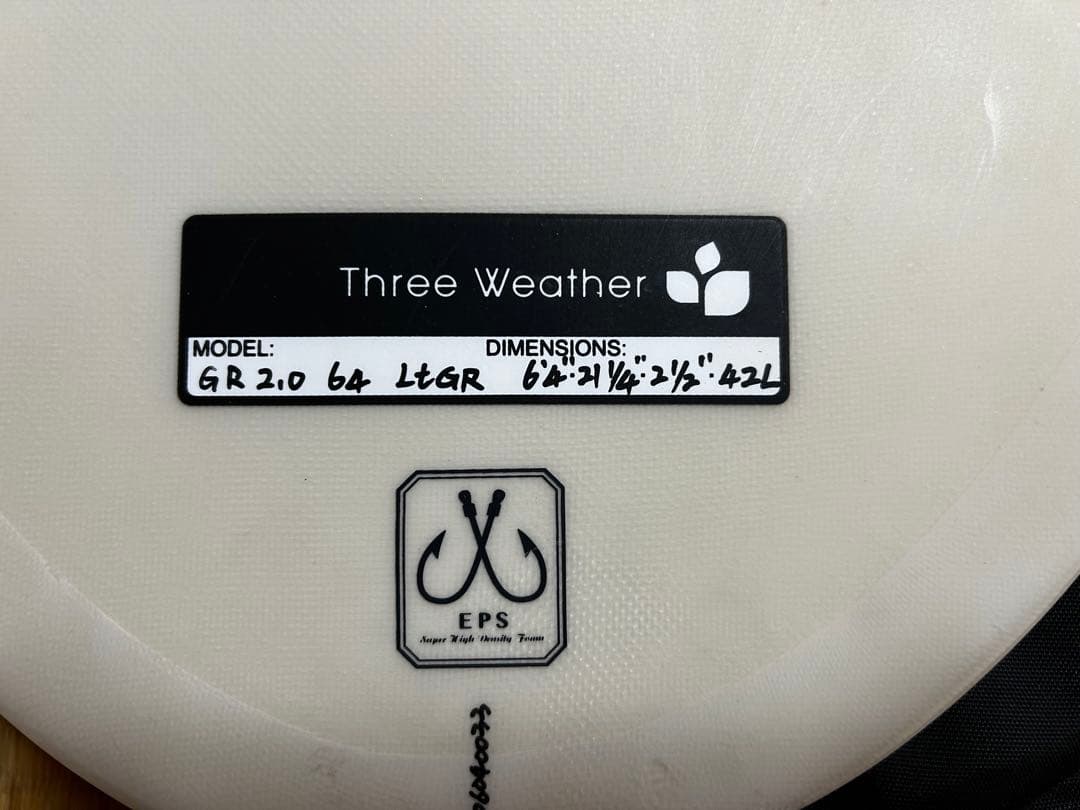 Three Weather
MODEL: DIMENSIONS:
GR 2.0 64 LtGR 6'4"·21 1/4"·2 1/2"·42L
EPS
Super High Density Foam